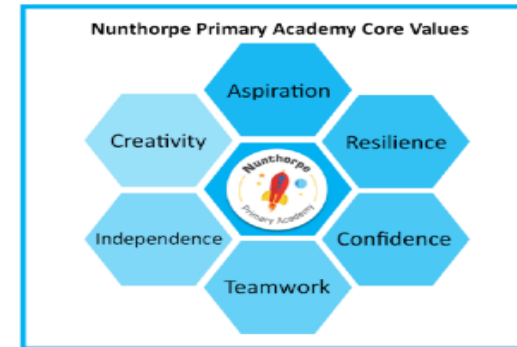 Nunthorpe Primary Academy Core Values
Aspiration
Creativity
Resilience
Nunthorpe
Primary Academy
Independence
Confidence
Teamwork